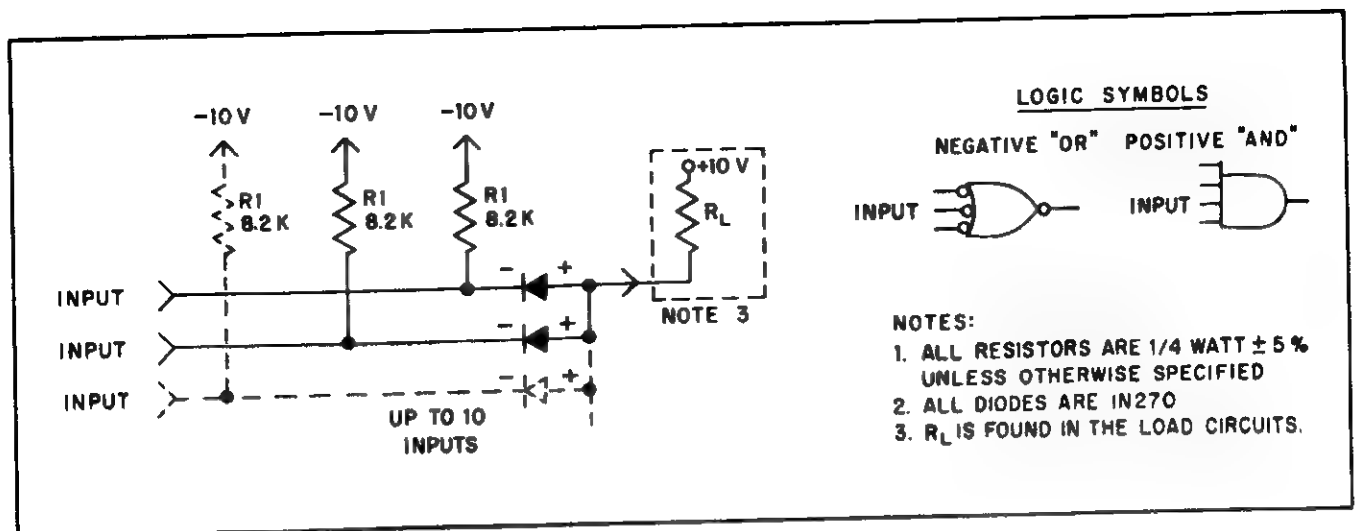 -10 V -10 V -10 V
R1
8.2 K
R1
8.2 K
R1
8.2 K
+10 V
RL
NOTE 3
- +
- +
- +
INPUT
INPUT
INPUT
UP TO 10
INPUTS
LOGIC SYMBOLS
NEGATIVE "OR" POSITIVE "AND"
INPUT INPUT
NOTES:
1. ALL RESISTORS ARE 1/4 WATT ± 5 %
UNLESS OTHERWISE SPECIFIED
2. ALL DIODES ARE IN270
3. RL IS FOUND IN THE LOAD CIRCUITS.